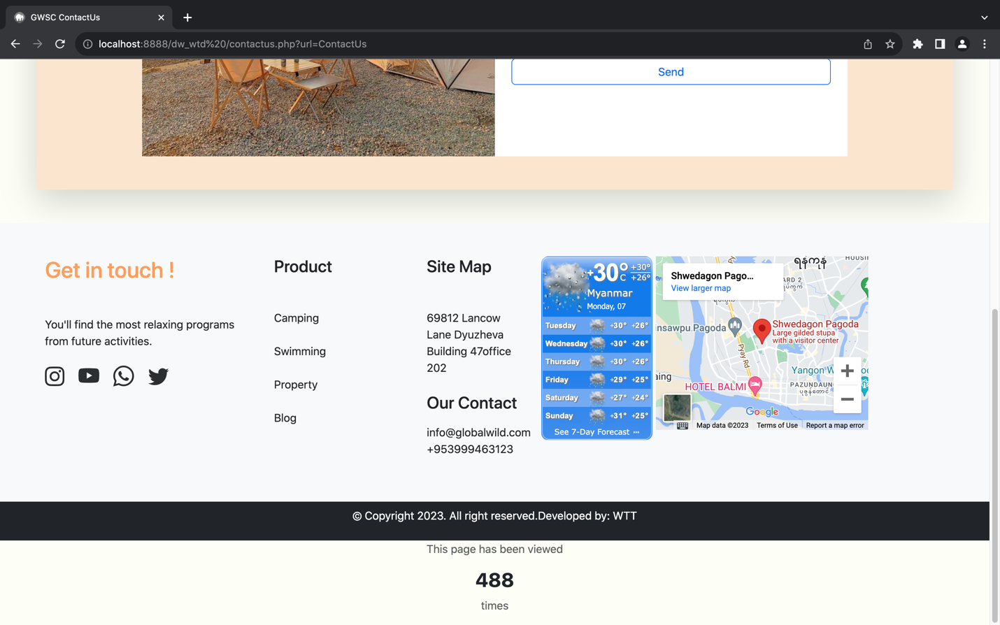 GWSC ContactUs
localhost:8888/dw_wtd%20/contactus.php?url=ContactUs
Send
Get in touch !
You'll find the most relaxing programs
from future activities.
Product
Camping
Swimming
Property
Blog
Site Map
69812 Lancow
Lane Dyuzheva
Building 47office
202
Our Contact
info@globalwild.com
+953999463123
+30°C +30° +26°
Myanmar
Monday, 07
Tuesday +30° +26°
Wednesday +30° +26°
Thursday +30° +26°
Friday +29° +25°
Saturday +27° +24°
Sunday +31° +25°
See 7-Day Forecast
Shwedagon Pago...
View larger map
ရန်ကုန်
HOUSIN
Py
ARD 2
nsawpu Pagoda
Shwedagon Pagoda
Large gilded stupa
with a visitor center
Pyay Rd
Yangon W
aing
HOTEL BALMI
PAZUNDAUN
Google
Map data ©2023 Terms of Use Report a map error
© Copyright 2023. All right reserved.Developed by: WTT
This page has been viewed
488
times